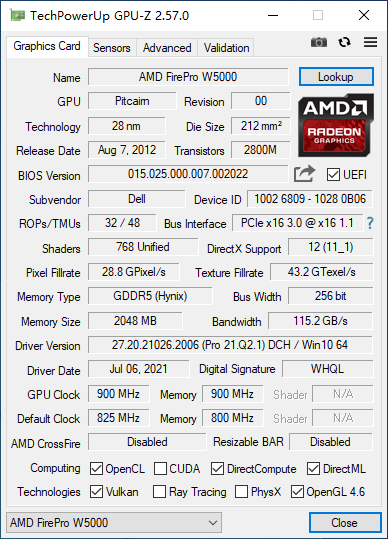 TechPowerUp GPU-Z 2.57.0
Graphics Card Sensors Advanced Validation
Name AMD FirePro W5000 Lookup
GPU Pitcairn Revision 00
AMD
RADEON
GRAPHICS
Technology 28 nm Die Size 212 mm²
Release Date Aug 7, 2012 Transistors 2800M
BIOS Version 015.025.000.007.002022 UEFI
Subvendor Dell Device ID 1002 6809 - 1028 0B06
ROPs/TMUs 32 / 48 Bus Interface PCIe x16 3.0 @ x16 1.1 ?
Shaders 768 Unified DirectX Support 12 (11_1)
Pixel Fillrate 28.8 GPixel/s Texture Fillrate 43.2 GTexel/s
Memory Type GDDR5 (Hynix) Bus Width 256 bit
Memory Size 2048 MB Bandwidth 115.2 GB/s
Driver Version 27.20.21026.2006 (Pro 21.Q2.1) DCH / Win10 64
Driver Date Jul 06, 2021 Digital Signature WHQL
GPU Clock 900 MHz Memory 900 MHz Shader N/A
Default Clock 825 MHz Memory 800 MHz Shader N/A
AMD CrossFire Disabled Resizable BAR Disabled
Computing OpenCL CUDA DirectCompute DirectML
Technologies Vulkan Ray Tracing PhysX OpenGL 4.6
AMD FirePro W5000 Close